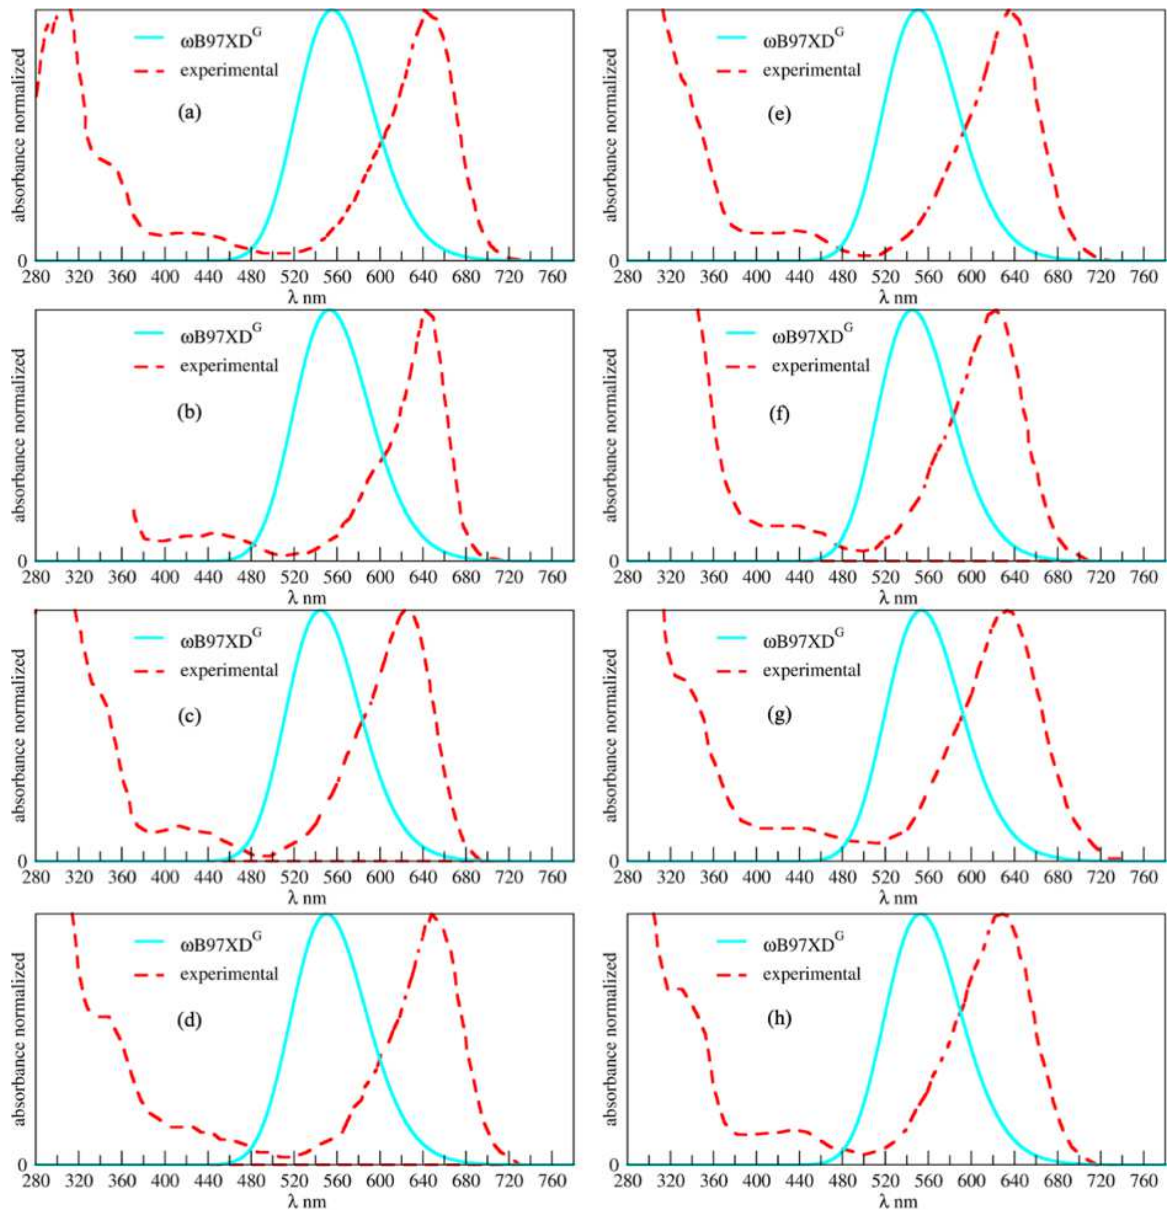 absorbance normalized
ωB97XD^G
experimental
(a)
0
280 320 360 400 440 480 520 560 600 640 680 720 760
λ nm
absorbance normalized
ωB97XD^G
experimental
(e)
0
280 320 360 400 440 480 520 560 600 640 680 720 760
λ nm
absorbance normalized
ωB97XD^G
experimental
(b)
0
280 320 360 400 440 480 520 560 600 640 680 720 760
λ nm
absorbance normalized
ωB97XD^G
experimental
(f)
0
280 320 360 400 440 480 520 560 600 640 680 720 760
λ nm
absorbance normalized
ωB97XD^G
experimental
(c)
0
280 320 360 400 440 480 520 560 600 640 680 720 760
λ nm
absorbance normalized
ωB97XD^G
experimental
(g)
0
280 320 360 400 440 480 520 560 600 640 680 720 760
λ nm
absorbance normalized
ωB97XD^G
experimental
(d)
0
280 320 360 400 440 480 520 560 600 640 680 720 760
λ nm
absorbance normalized
ωB97XD^G
experimental
(h)
0
280 320 360 400 440 480 520 560 600 640 680 720 760
λ nm